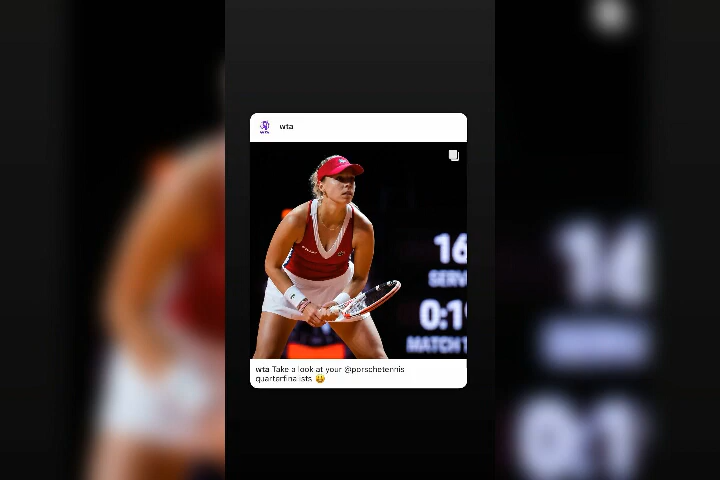 wta
16
SERV
0:1
MATCH T
wta Take a look at your @porschetennis
quarterfinalists 🤩